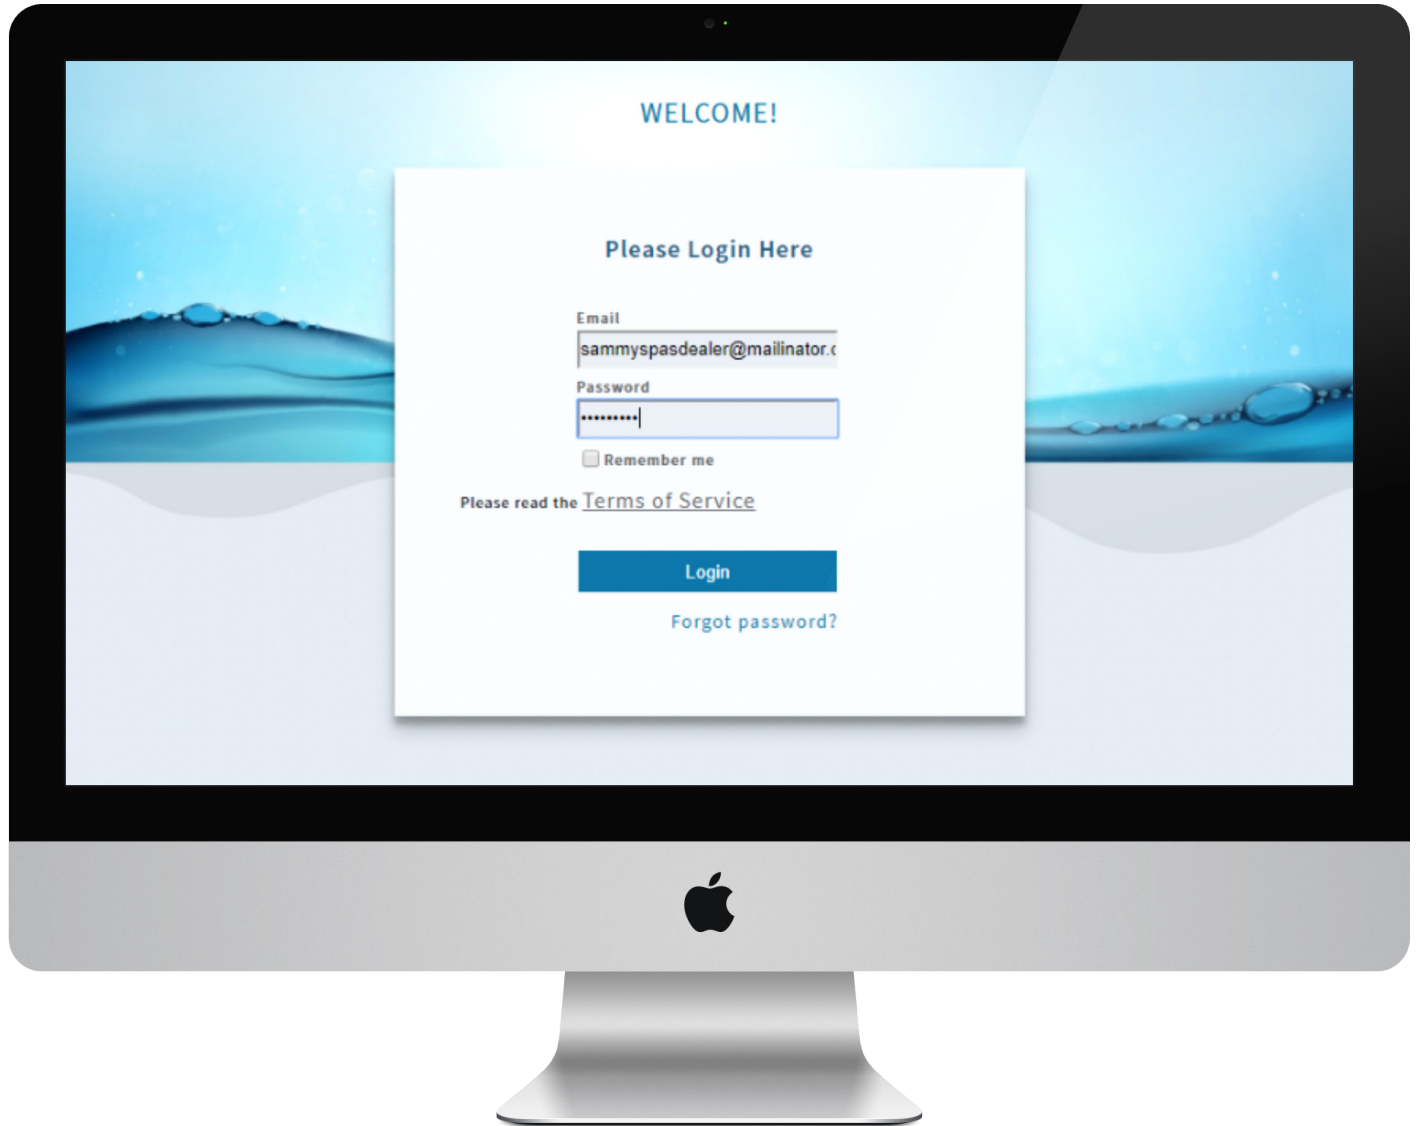 WELCOME!
Please Login Here
Email
sammyspasdealer@mailinator.c
Password
•••••••••
Remember me
Please read the Terms of Service
Login
Forgot password?